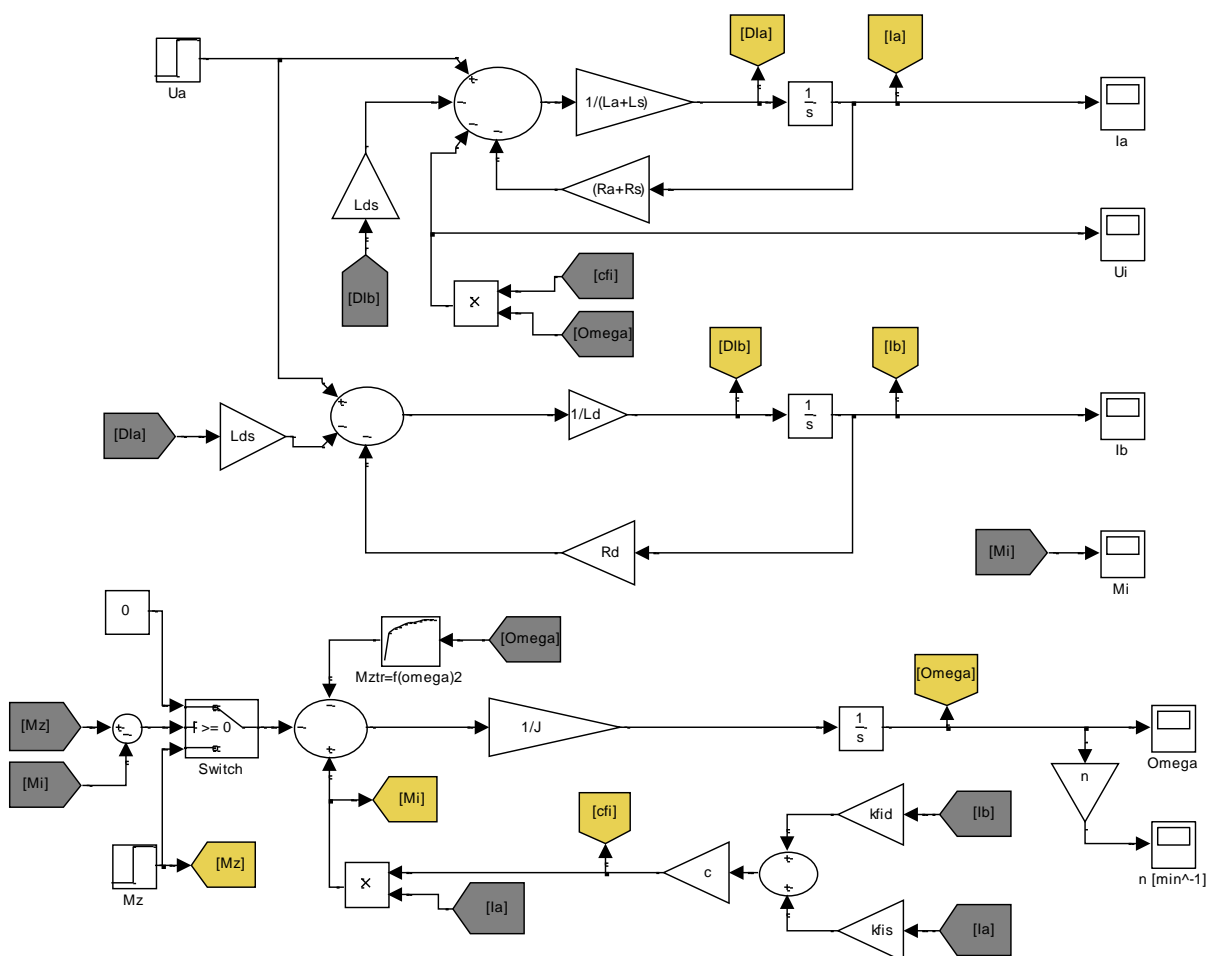 [DIa]
[Ia]
Ua
+
−
−
−
1/(La+Ls)
1
s
Ia
(Ra+Rs)
Lds
Ui
[DIb]
[cfi]
×
[Omega]
[DIb]
[Ib]
+
−
−
1/Ld
1
s
Ib
[DIa]
Lds
Rd
[Mi]
Mi
0
[Omega]
Mztr=f(omega)2
[Omega]
[Mz]
+
−
>= 0
−
−
+
1/J
1
s
Omega
[Mi]
Switch
n
[Mi]
[cfi]
kfid
[Ib]
n [min^-1]
[Mz]
Mz
×
c
+
+
[Ia]
kfis
[Ia]